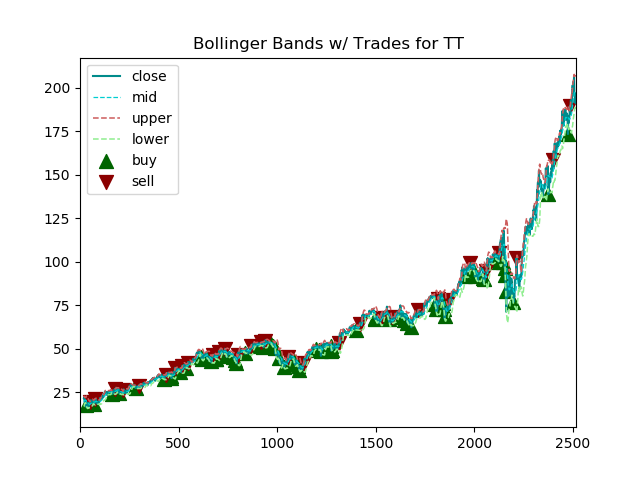 Bollinger Bands w/ Trades for TT
close
mid
upper
lower
buy
sell
200
175
150
125
100
75
50
25
0 500 1000 1500 2000 2500